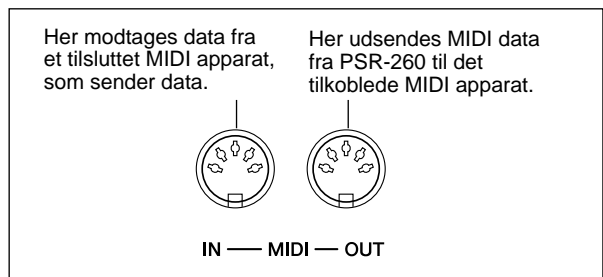 Her modtages data fra
et tilsluttet MIDI apparat,
som sender data.
Her udsendes MIDI data
fra PSR-260 til det
tilkoblede MIDI apparat.
IN — MIDI — OUT